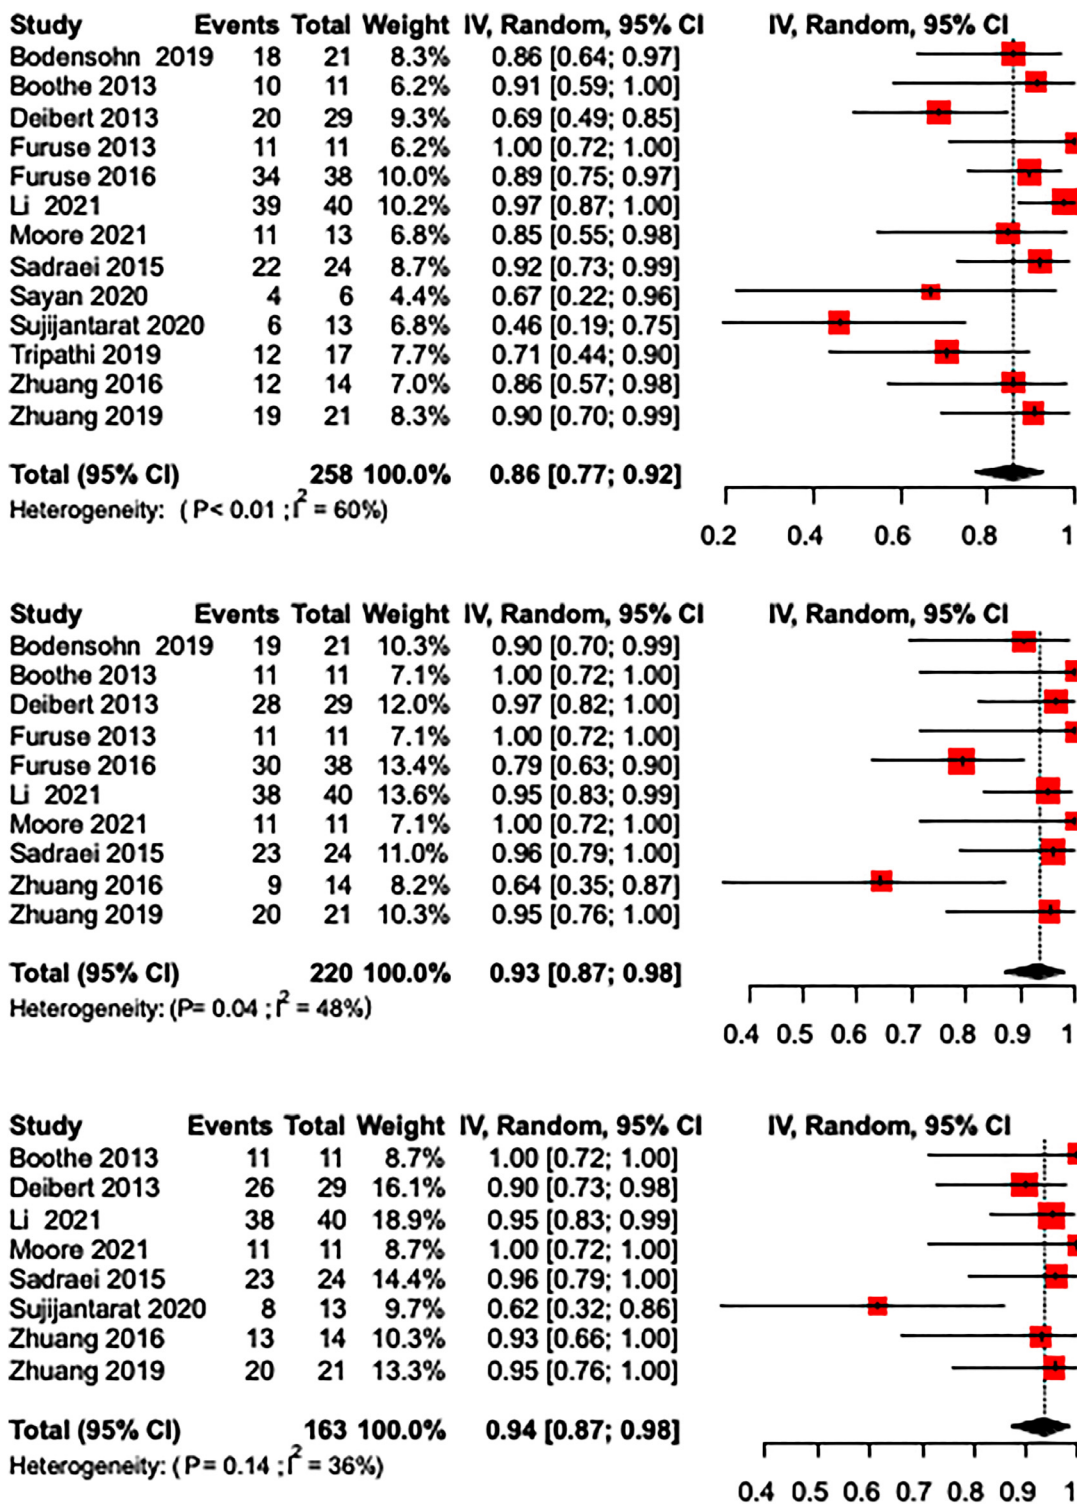 Study Events Total Weight IV, Random, 95% CI IV, Random, 95% CI
Bodensohn 2019 18 21 8.3% 0.86 [0.64; 0.97]
Boothe 2013 10 11 6.2% 0.91 [0.59; 1.00]
Deibert 2013 20 29 9.3% 0.69 [0.49; 0.85]
Furuse 2013 11 11 6.2% 1.00 [0.72; 1.00]
Furuse 2016 34 38 10.0% 0.89 [0.75; 0.97]
Li 2021 39 40 10.2% 0.97 [0.87; 1.00]
Moore 2021 11 13 6.8% 0.85 [0.55; 0.98]
Sadraei 2015 22 24 8.7% 0.92 [0.73; 0.99]
Sayan 2020 4 6 4.4% 0.67 [0.22; 0.96]
Sujijantarat 2020 6 13 6.8% 0.46 [0.19; 0.75]
Tripathi 2019 12 17 7.7% 0.71 [0.44; 0.90]
Zhuang 2016 12 14 7.0% 0.86 [0.57; 0.98]
Zhuang 2019 19 21 8.3% 0.90 [0.70; 0.99]
Total (95% CI) 258 100.0% 0.86 [0.77; 0.92]
Heterogeneity: ( P< 0.01 ; I² = 60%)
0.2 0.4 0.6 0.8 1
Study Events Total Weight IV, Random, 95% CI IV, Random, 95% CI
Bodensohn 2019 19 21 10.3% 0.90 [0.70; 0.99]
Boothe 2013 11 11 7.1% 1.00 [0.72; 1.00]
Deibert 2013 28 29 12.0% 0.97 [0.82; 1.00]
Furuse 2013 11 11 7.1% 1.00 [0.72; 1.00]
Furuse 2016 30 38 13.4% 0.79 [0.63; 0.90]
Li 2021 38 40 13.6% 0.95 [0.83; 0.99]
Moore 2021 11 11 7.1% 1.00 [0.72; 1.00]
Sadraei 2015 23 24 11.0% 0.96 [0.79; 1.00]
Zhuang 2016 9 14 8.2% 0.64 [0.35; 0.87]
Zhuang 2019 20 21 10.3% 0.95 [0.76; 1.00]
Total (95% CI) 220 100.0% 0.93 [0.87; 0.98]
Heterogeneity: (P= 0.04 ; I² = 48%)
0.4 0.5 0.6 0.7 0.8 0.9 1
Study Events Total Weight IV, Random, 95% CI IV, Random, 95% CI
Boothe 2013 11 11 8.7% 1.00 [0.72; 1.00]
Deibert 2013 26 29 16.1% 0.90 [0.73; 0.98]
Li 2021 38 40 18.9% 0.95 [0.83; 0.99]
Moore 2021 11 11 8.7% 1.00 [0.72; 1.00]
Sadraei 2015 23 24 14.4% 0.96 [0.79; 1.00]
Sujijantarat 2020 8 13 9.7% 0.62 [0.32; 0.86]
Zhuang 2016 13 14 10.3% 0.93 [0.66; 1.00]
Zhuang 2019 20 21 13.3% 0.95 [0.76; 1.00]
Total (95% CI) 163 100.0% 0.94 [0.87; 0.98]
Heterogeneity: ( P= 0.14 ; I² = 36%)
0.4 0.5 0.6 0.7 0.8 0.9 1